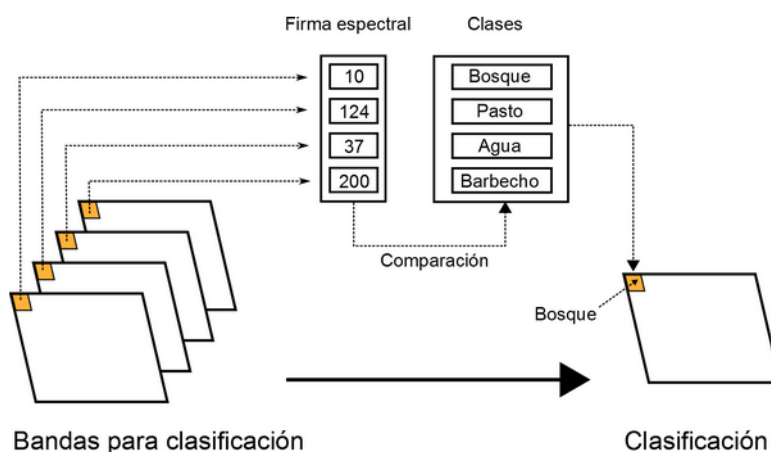 Firma espectral
Clases
10
Bosque
124
Pasto
37
Agua
200
Barbecho
Comparación
Bosque
Bandas para clasificación
Clasificación